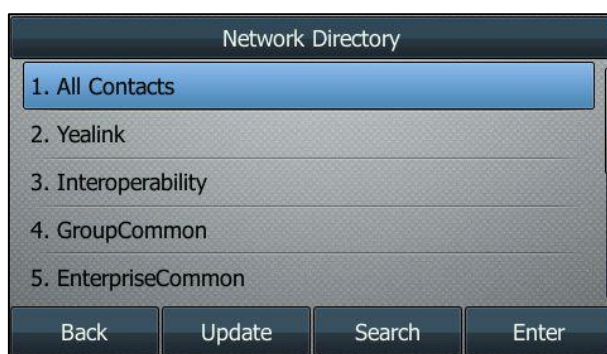 Network Directory
1. All Contacts
2. Yealink
3. Interoperability
4. GroupCommon
5. EnterpriseCommon
Back Update Search Enter